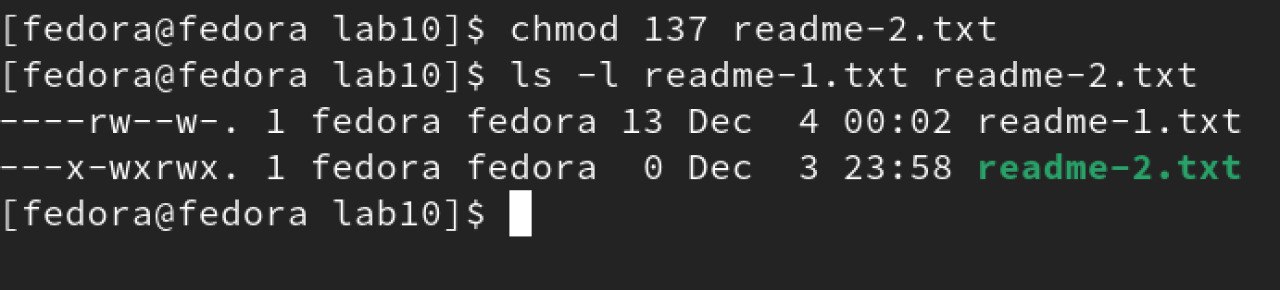 [fedora@fedora lab10]$ chmod 137 readme-2.txt
[fedora@fedora lab10]$ ls -l readme-1.txt readme-2.txt
----rw--w-. 1 fedora fedora 13 Dec  4 00:02 readme-1.txt
---x-wxrwx. 1 fedora fedora  0 Dec  3 23:58 readme-2.txt
[fedora@fedora lab10]$